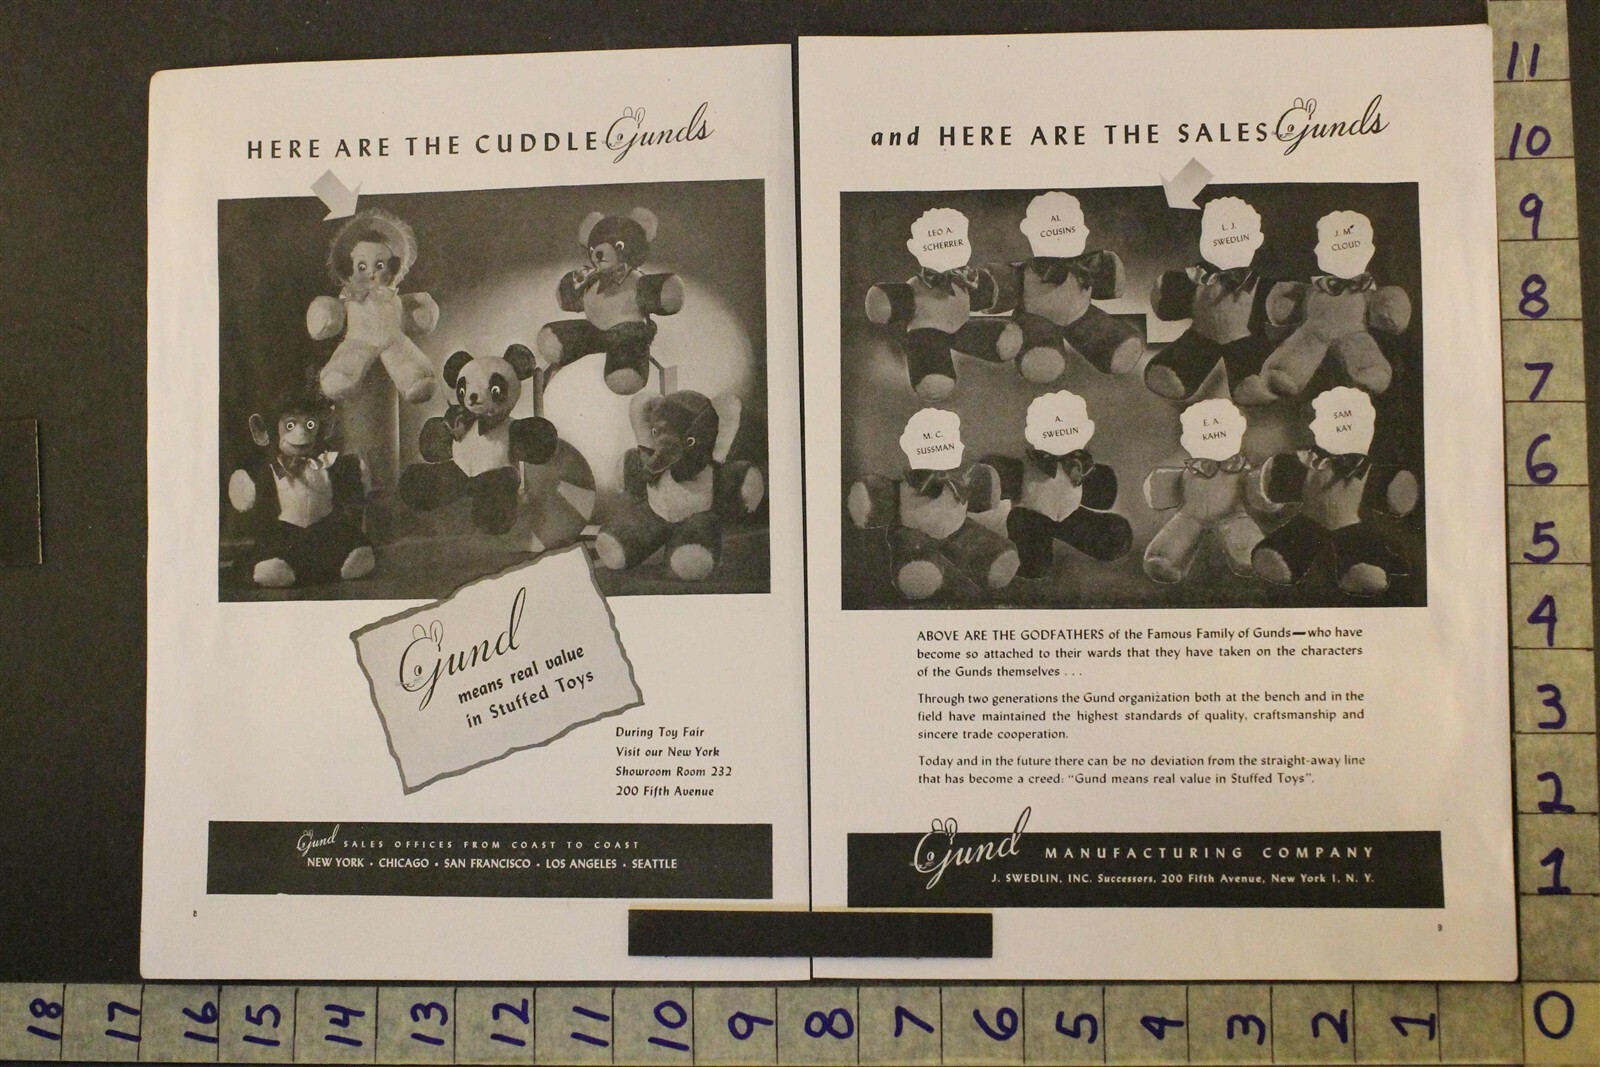 HERE ARE THE CUDDLE Gunds
Gund
means real value
in Stuffed Toys
During Toy Fair
Visit our New York
Showroom Room 232
200 Fifth Avenue
Gund SALES OFFICES FROM COAST TO COAST
NEW YORK • CHICAGO • SAN FRANCISCO • LOS ANGELES • SEATTLE
8
and HERE ARE THE SALES Gunds
LEO A.
SCHERRER
AL
COUSINS
L. J.
SWEDLIN
J. M.
CLOUD
M. C.
SUSSMAN
A.
SWEDLIN
E. A.
KAHN
SAM
KAY
ABOVE ARE THE GODFATHERS of the Famous Family of Gunds—who have
become so attached to their wards that they have taken on the characters
of the Gunds themselves . . .
Through two generations the Gund organization both at the bench and in the
field have maintained the highest standards of quality, craftsmanship and
sincere trade cooperation.
Today and in the future there can be no deviation from the straight-away line
that has become a creed: "Gund means real value in Stuffed Toys".
Gund MANUFACTURING COMPANY
J. SWEDLIN, INC. Successors, 200 Fifth Avenue, New York 1, N. Y.
9
11
10
9
8
7
6
5
4
3
2
1
0
18 17 16 15 14 13 12 11 10 9 8 7 6 5 4 3 2 1